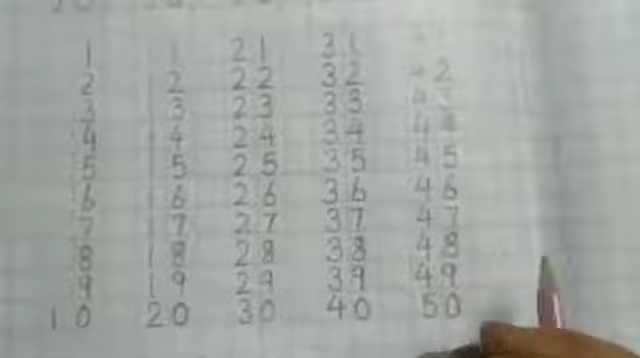 1 1 21 31
2 12 22 32 42
3 13 23 33 43
4 14 24 34 44
5 15 25 35 45
6 16 26 36 46
7 17 27 37 47
8 18 28 38 48
9 19 29 39 49
10 20 30 40 50